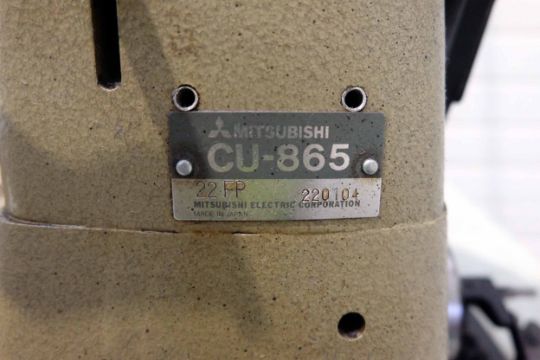 MITSUBISHI
CU-865
22FP 220104
MITSUBISHI ELECTRIC CORPORATION
MADE IN JAPAN